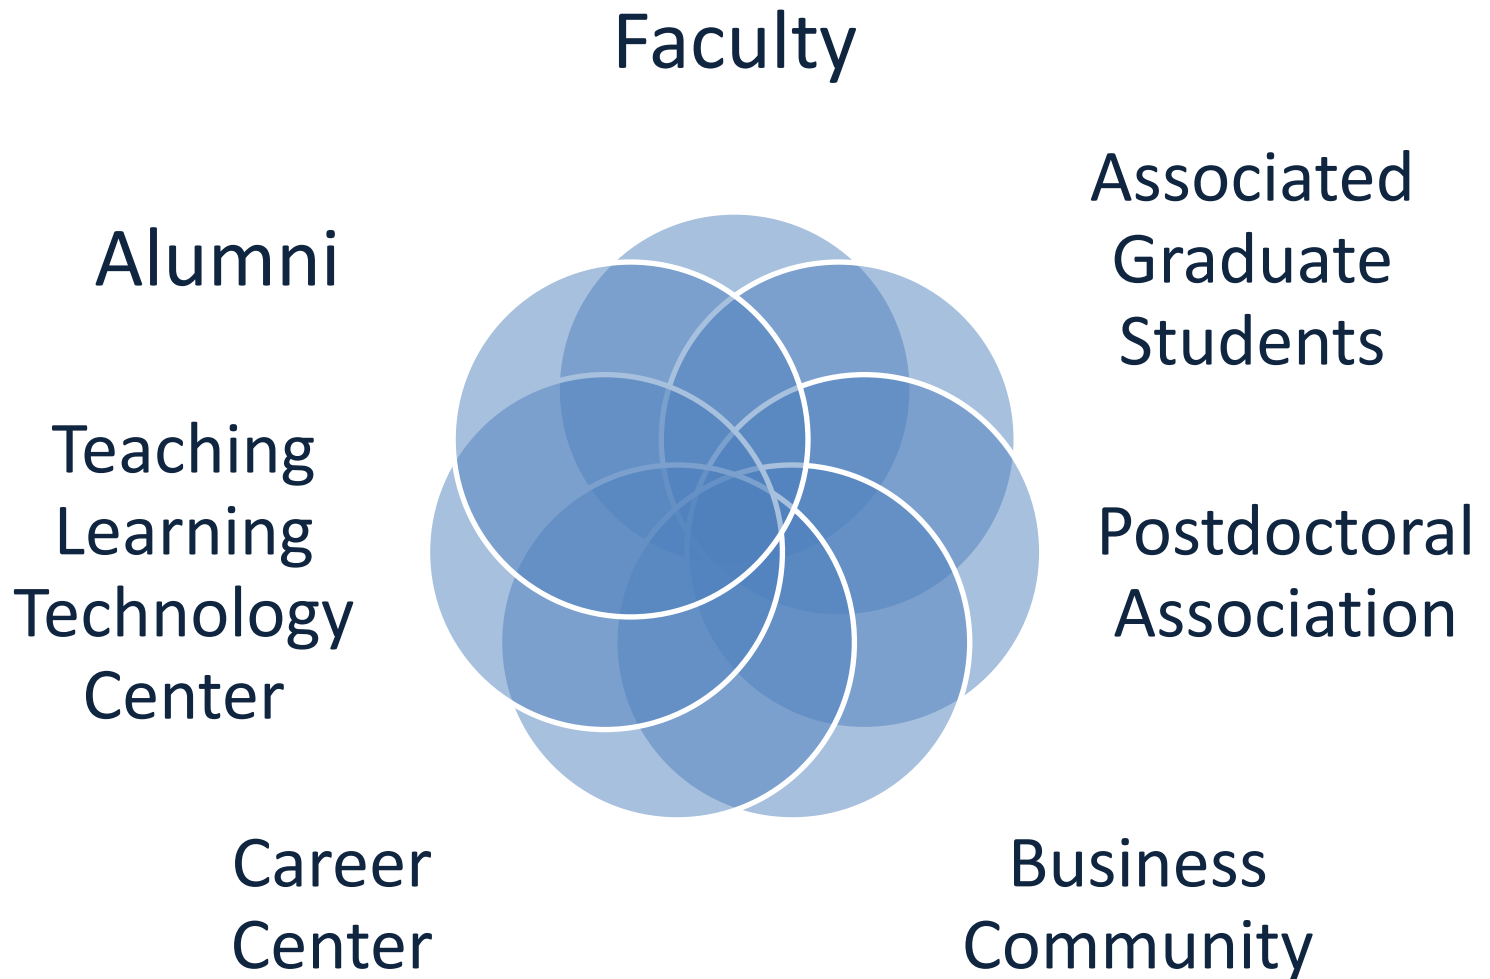 Faculty
Associated
Graduate
Students
Postdoctoral
Association
Business
Community
Career
Center
Teaching
Learning
Technology
Center
Alumni